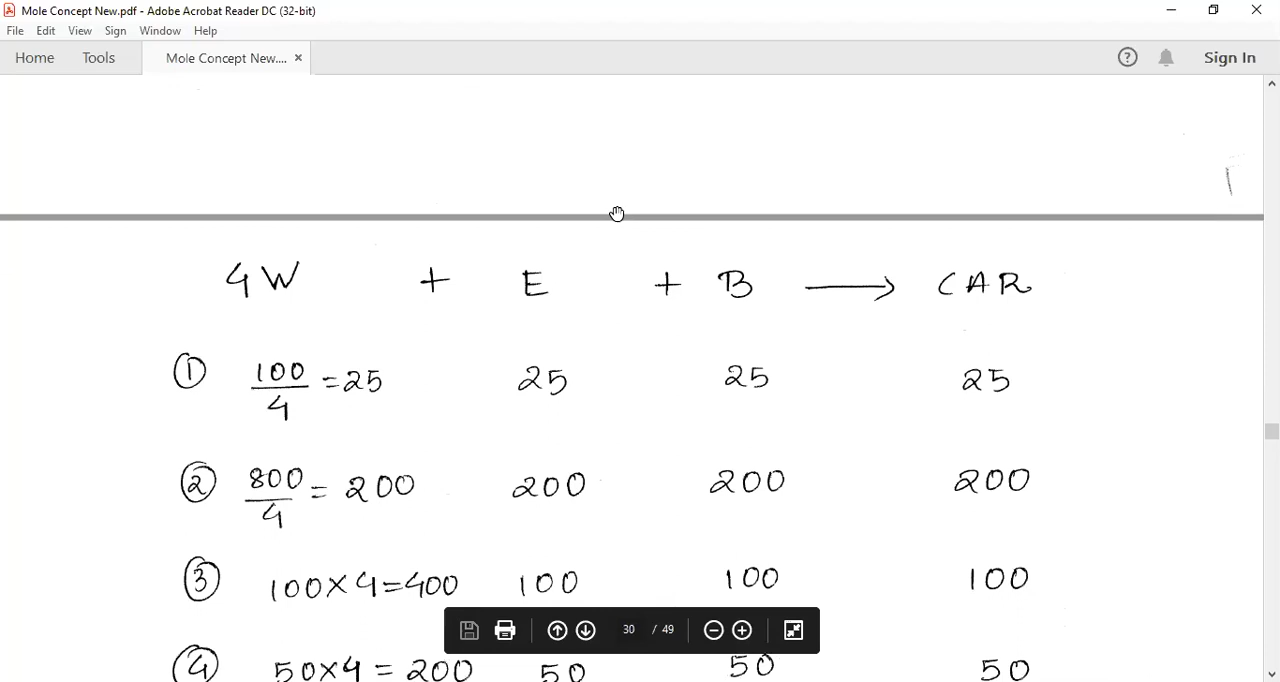 Mole Concept New.pdf - Adobe Acrobat Reader DC (32-bit)
File Edit View Sign Window Help
Home Tools Mole Concept New.... × ? Sign In
4W + E + B → CAR
① 100/4 = 25 25 25 25
② 800/4 = 200 200 200 200
③ 100×4=400 100 100 100
30 / 49
④ 50×4 = 200 50 50 50